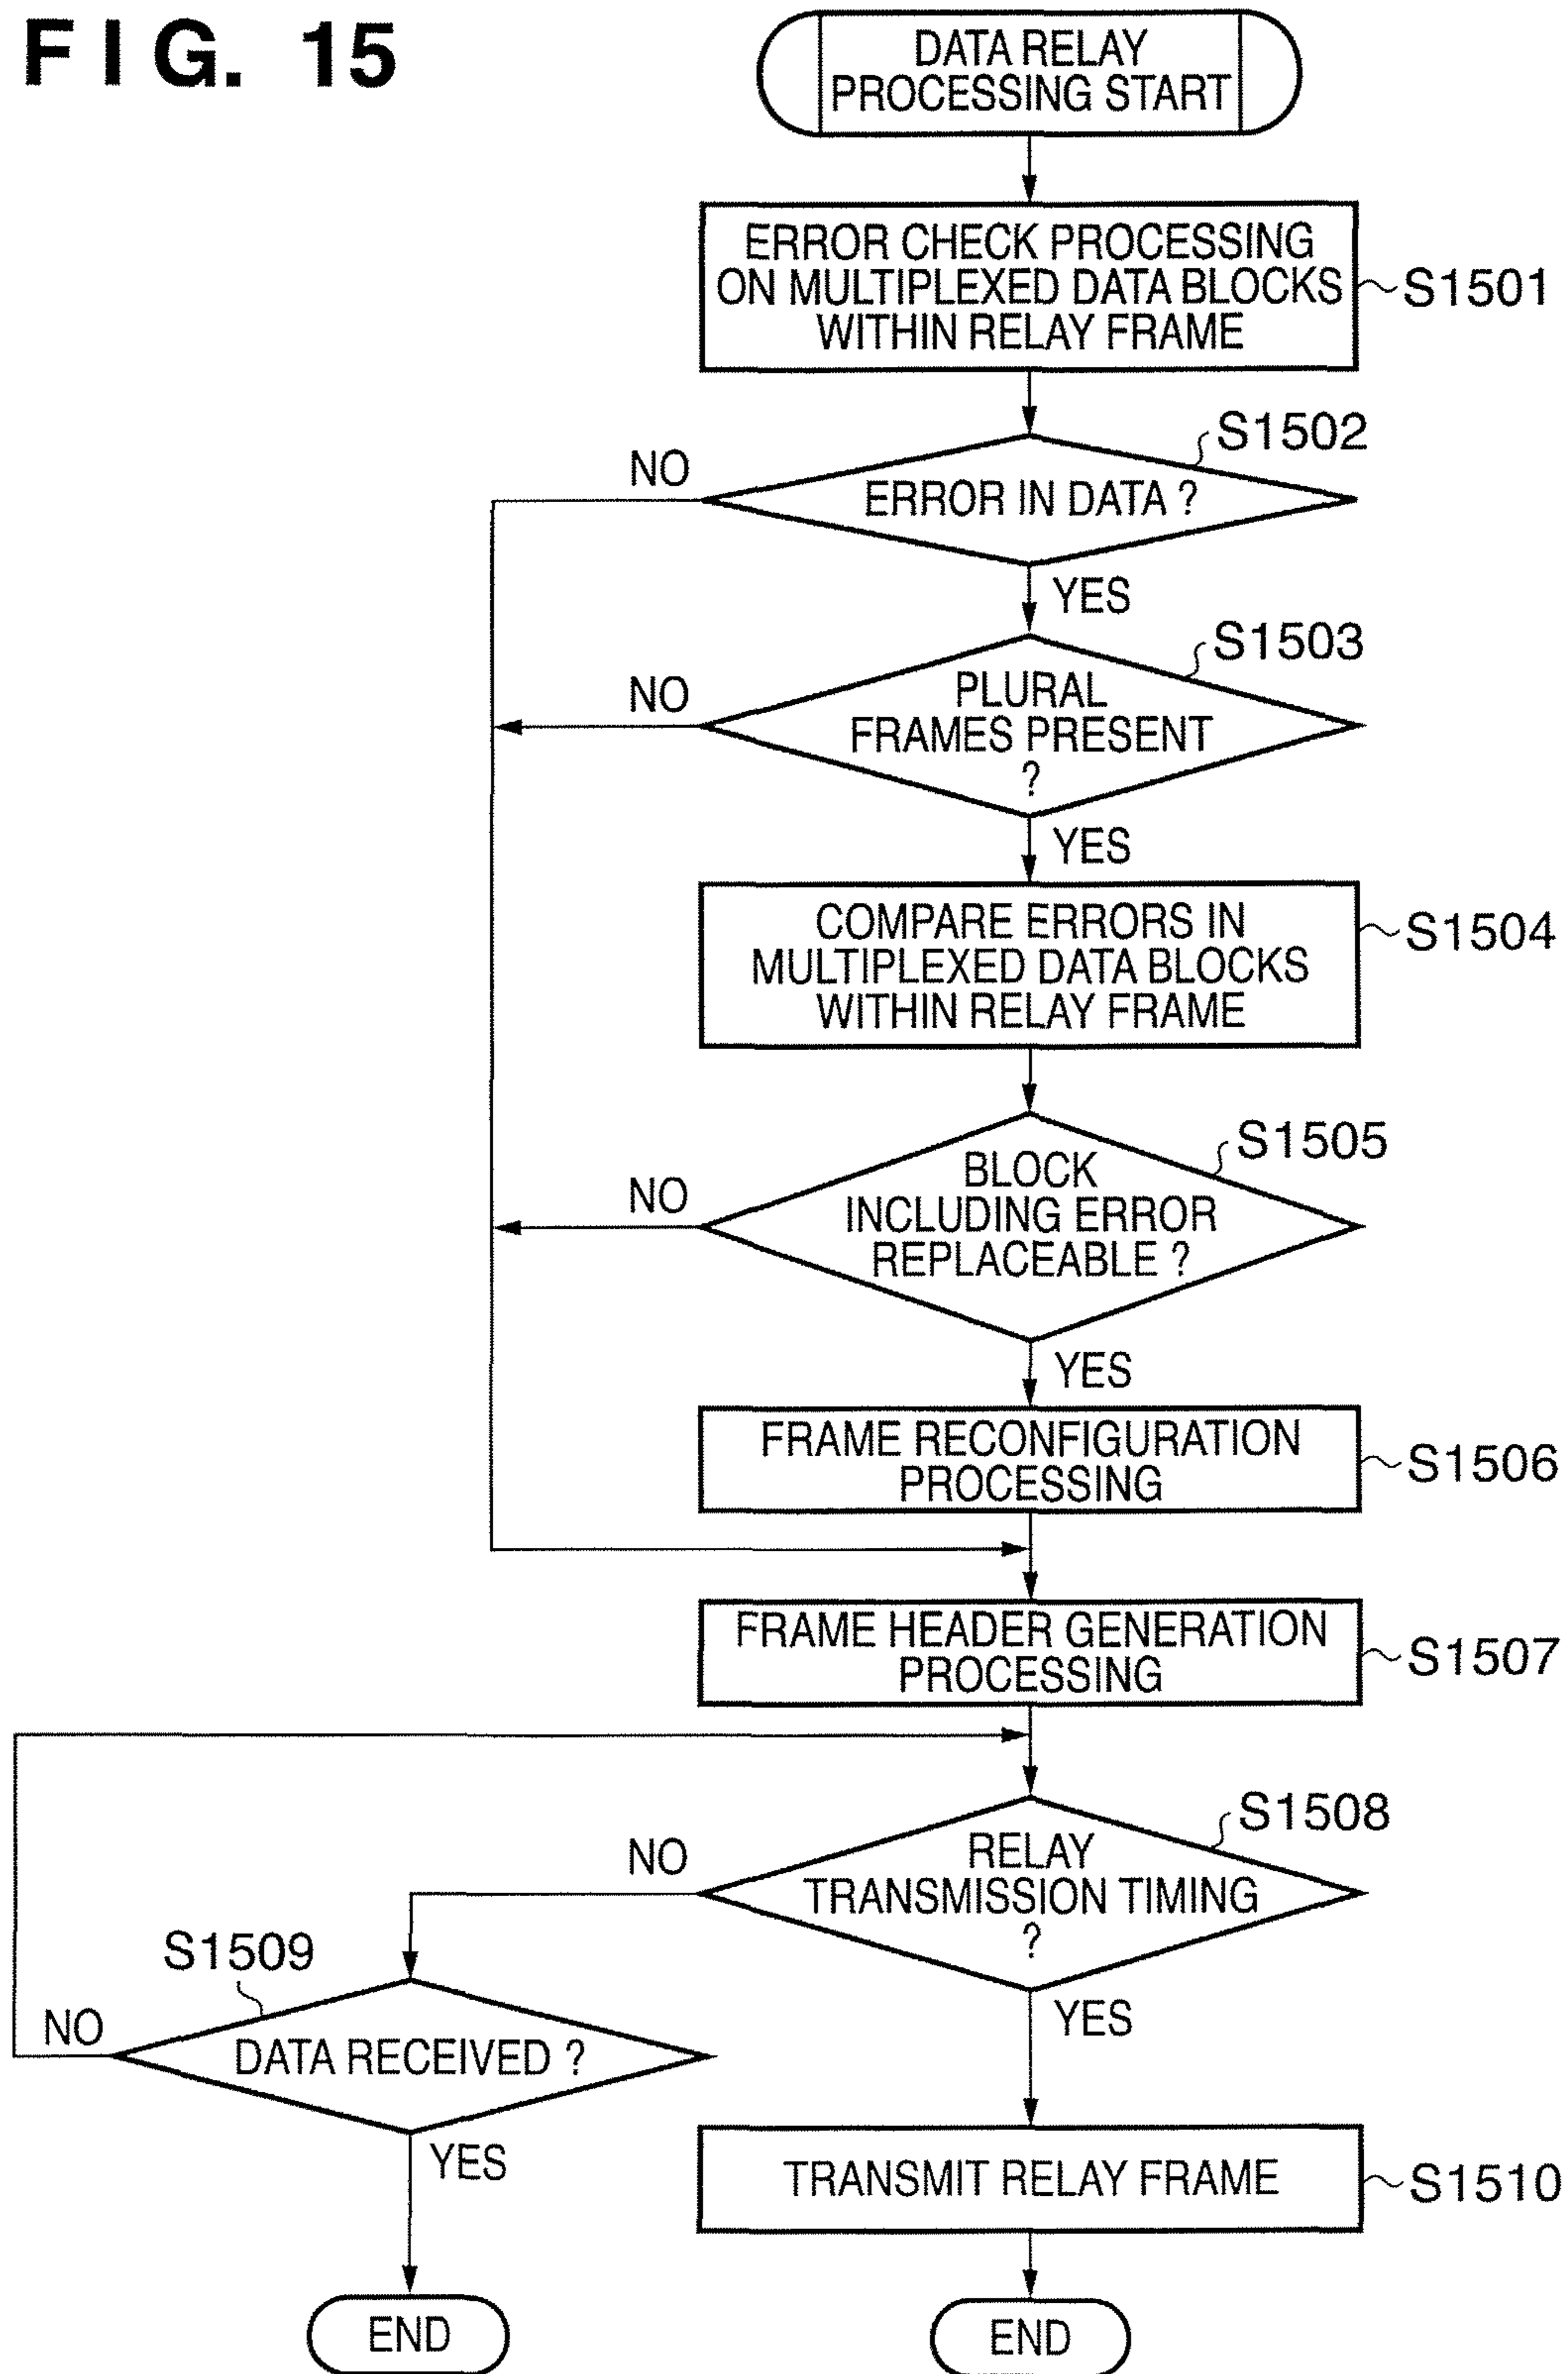 FIG. 15
DATA RELAY
PROCESSING START
ERROR CHECK PROCESSING
ON MULTIPLEXED DATA BLOCKS
WITHIN RELAY FRAME
S1501
S1502
NO
ERROR IN DATA ?
YES
S1503
NO
PLURAL
FRAMES PRESENT
?
YES
COMPARE ERRORS IN
MULTIPLEXED DATA BLOCKS
WITHIN RELAY FRAME
S1504
S1505
NO
BLOCK
INCLUDING ERROR
REPLACEABLE ?
YES
FRAME RECONFIGURATION
PROCESSING
S1506
FRAME HEADER GENERATION
PROCESSING
S1507
S1508
NO
RELAY
TRANSMISSION TIMING
?
YES
S1509
NO
DATA RECEIVED ?
YES
TRANSMIT RELAY FRAME
S1510
END
END